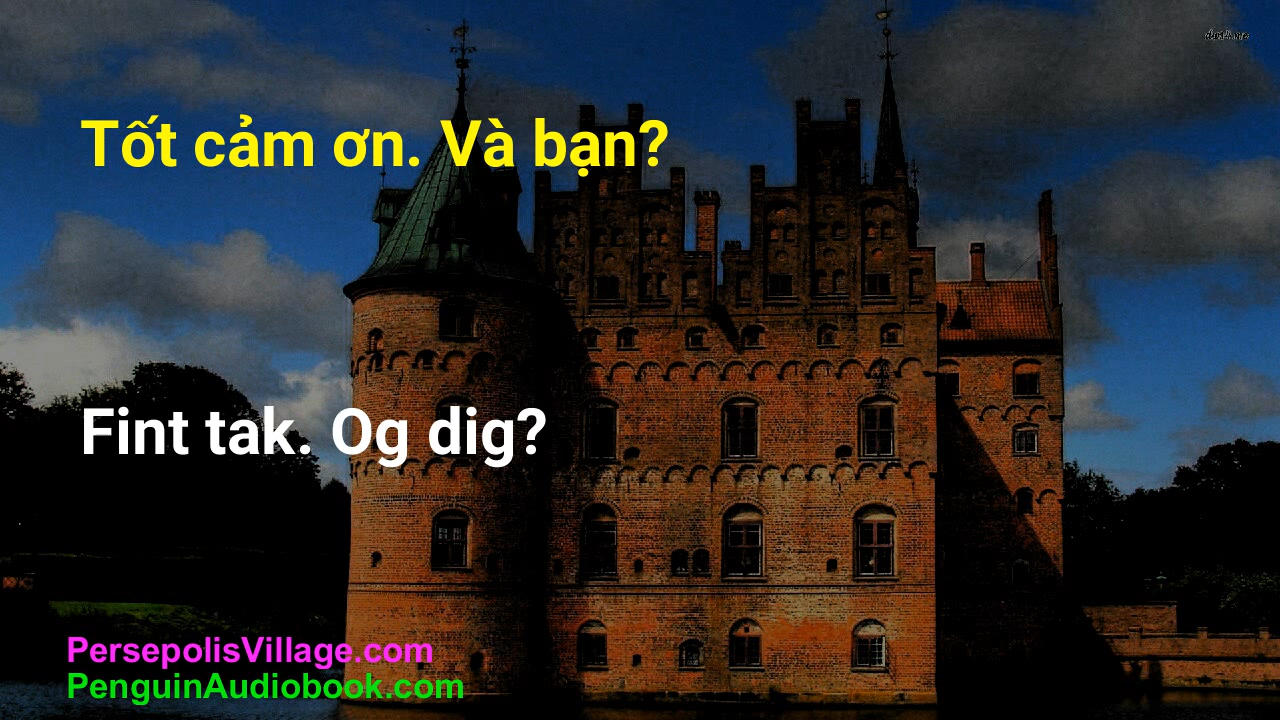 Tốt cảm ơn. Và bạn?
Fint tak. Og dig?
PersepolisVillage.com
PenguinAudiobook.com